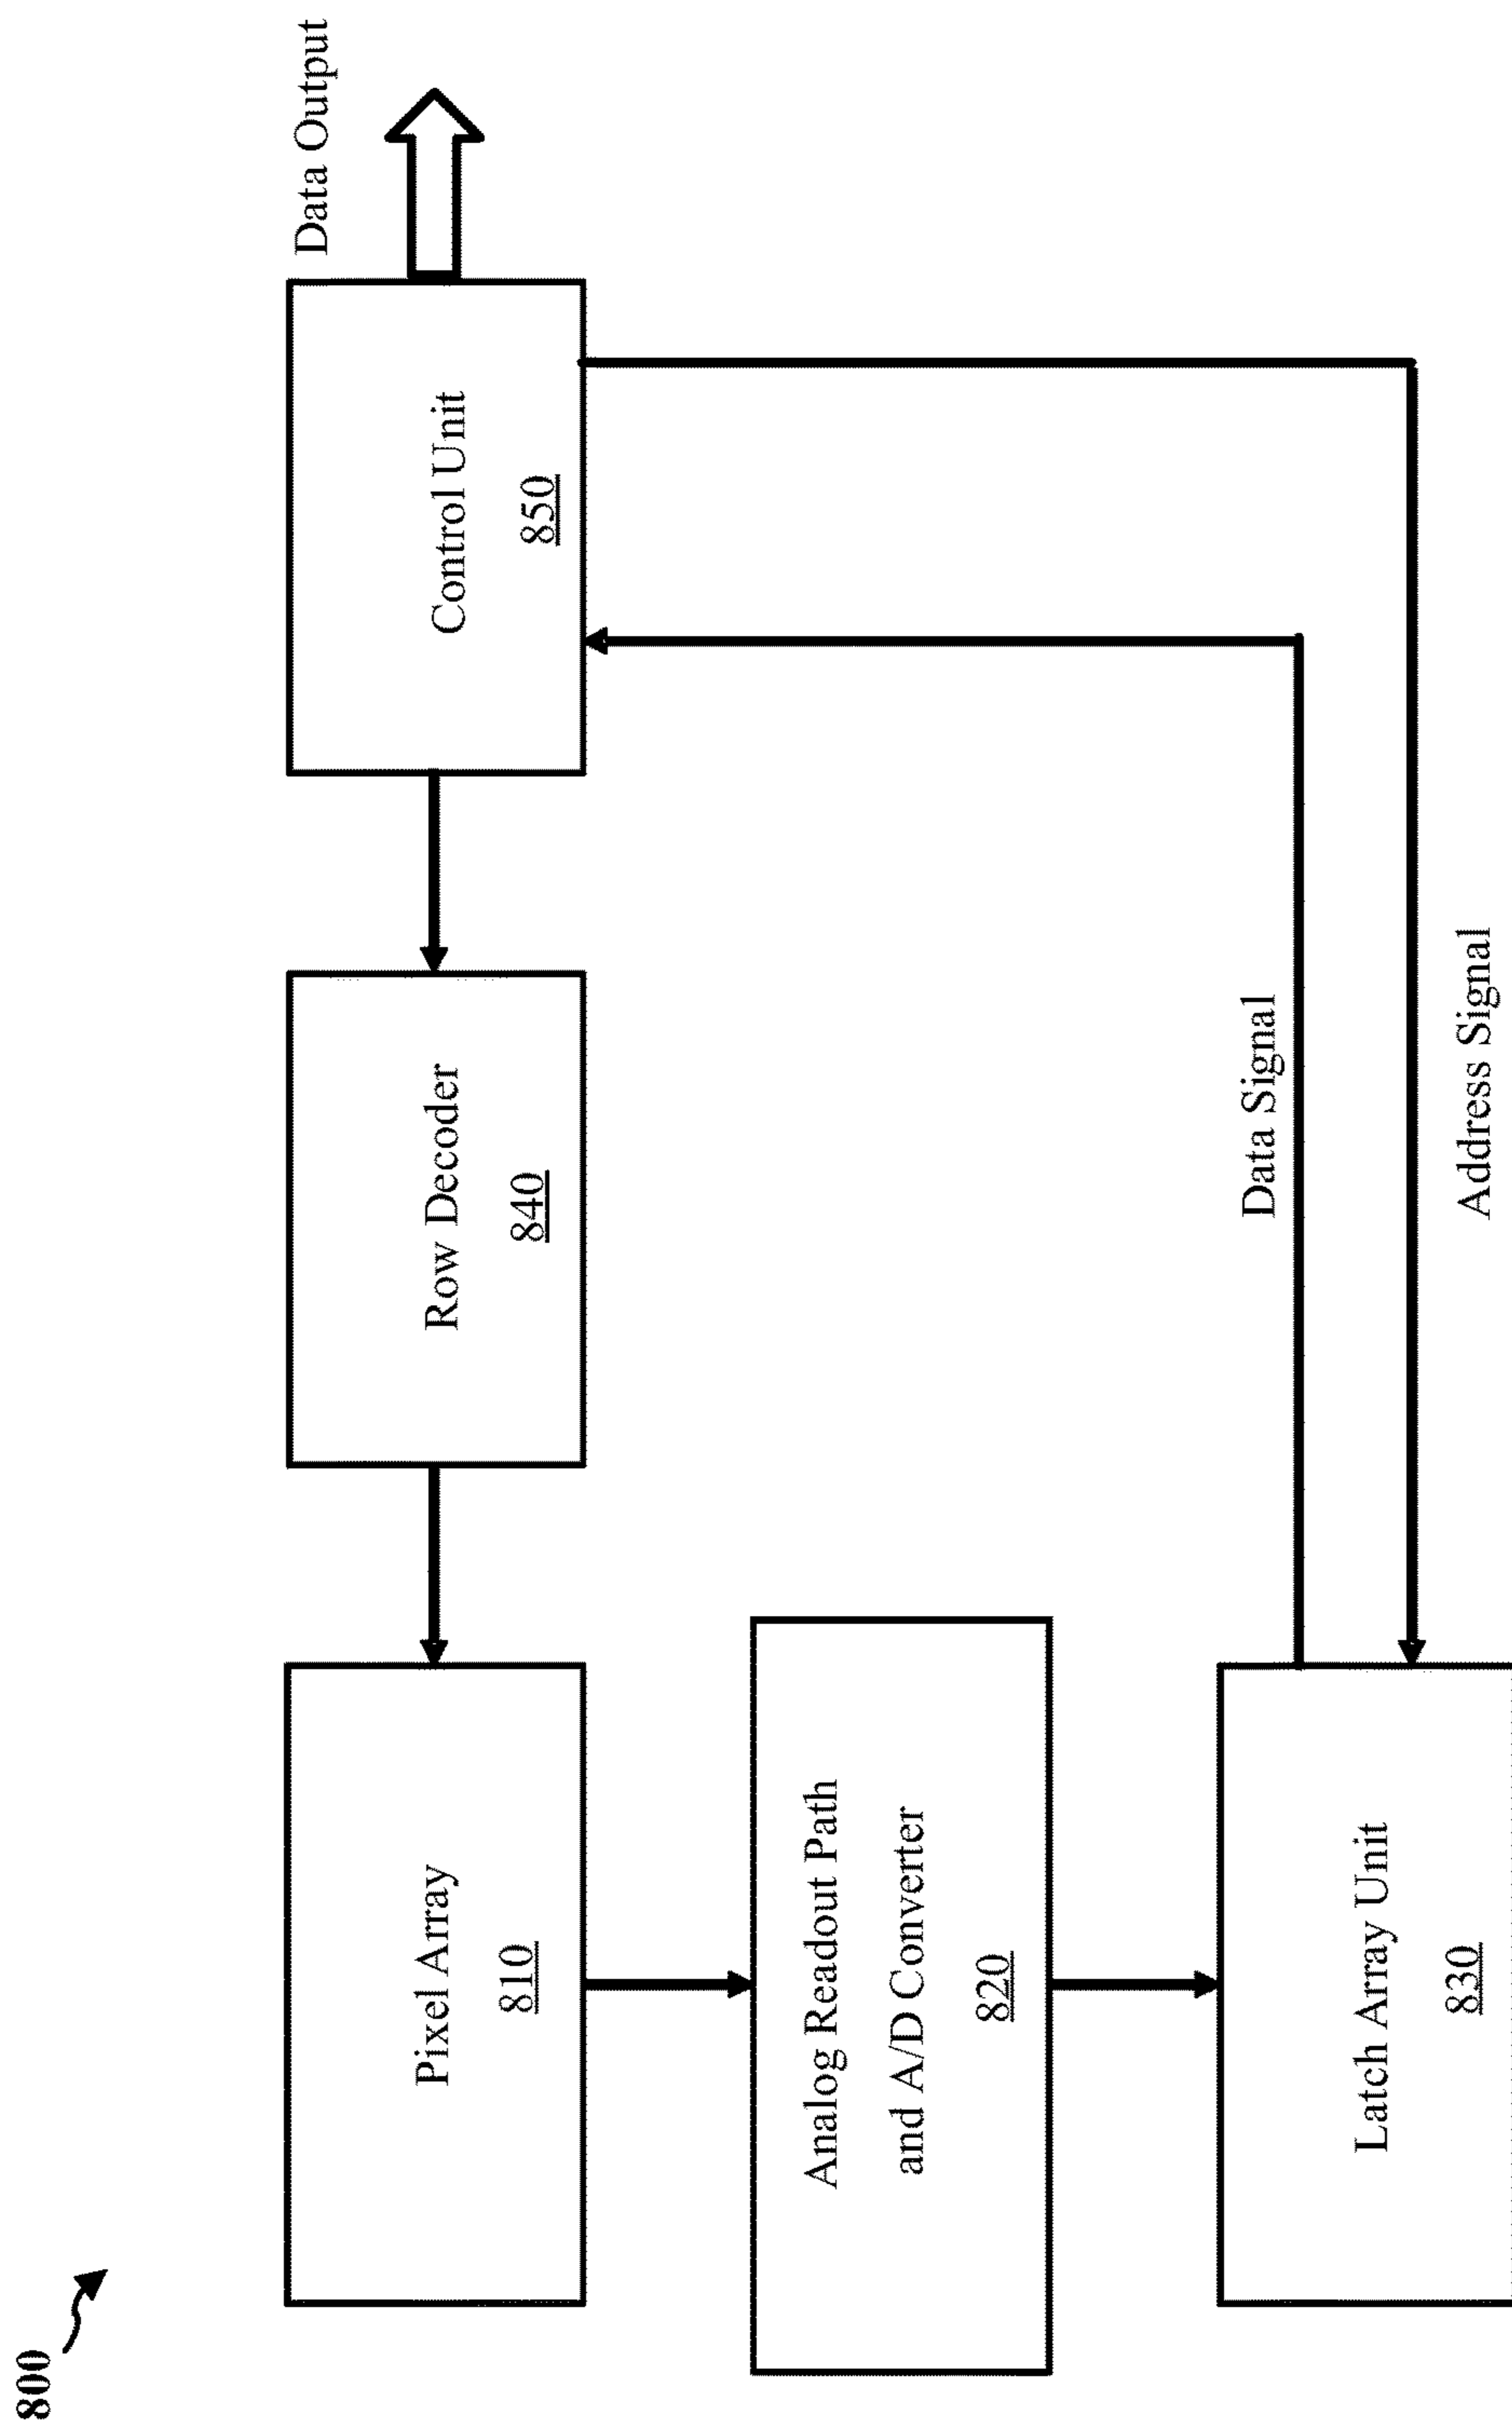 800
Data Output
Pixel Array
810
Row Decoder
840
Control Unit
850
Analog Readout Path
and A/D Converter
820
Data Signal
Latch Array Unit
830
Address Signal